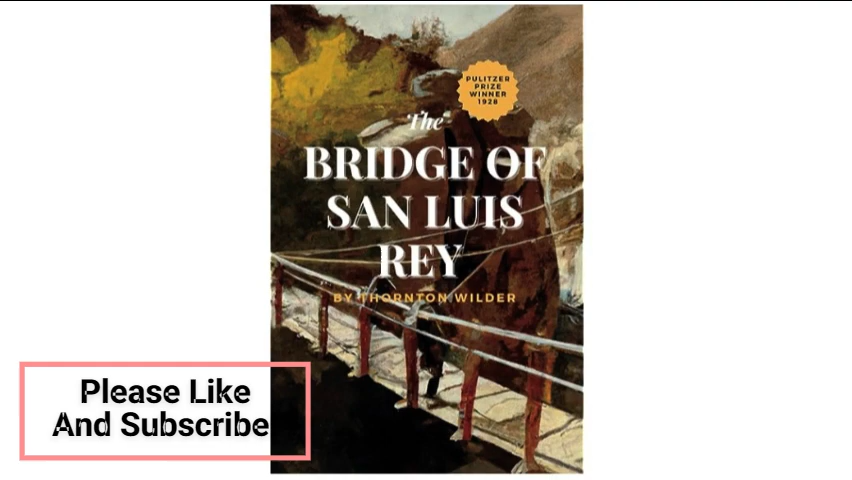 PULITZER
PRIZE
WINNER
1928
The
BRIDGE OF
SAN LUIS
REY
BY THORNTON WILDER
Please Like
And Subscribe